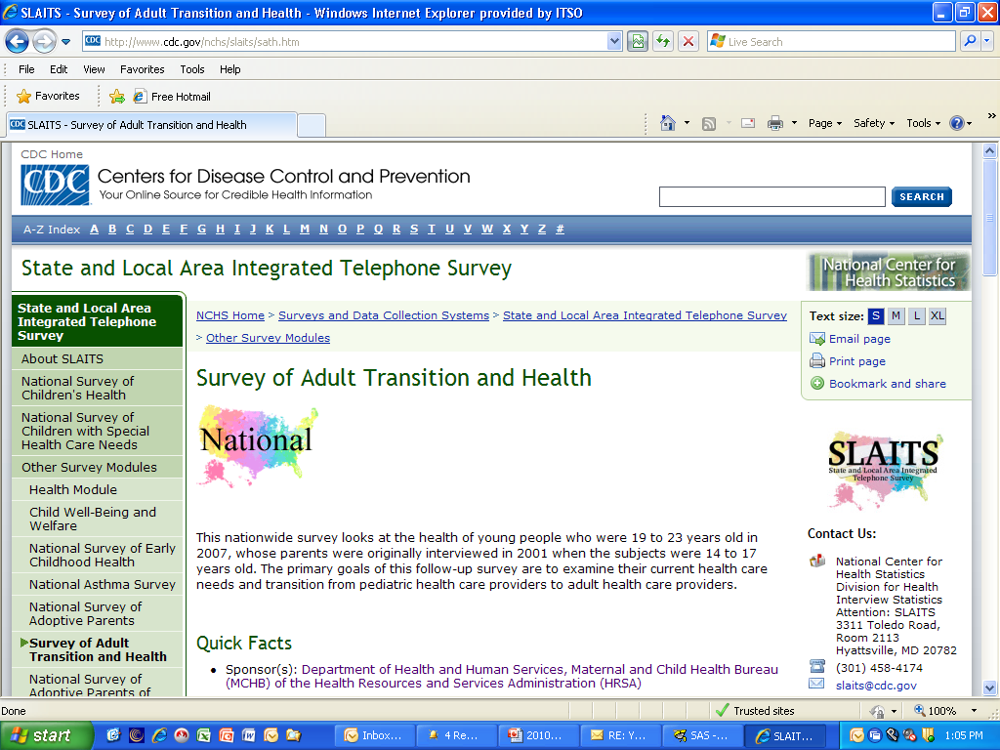 SLAITS - Survey of Adult Transition and Health - Windows Internet Explorer provided by ITSO
CDC http://www.cdc.gov/nchs/slaits/sath.htm
Live Search
File Edit View Favorites Tools Help
Favorites Free Hotmail
CDC SLAITS - Survey of Adult Transition and Health
Page Safety Tools »
CDC Home
CDC Centers for Disease Control and Prevention
Your Online Source for Credible Health Information
SEARCH
A-Z Index A B C D E F G H I J K L M N O P Q R S T U V W X Y Z #
State and Local Area Integrated Telephone Survey
National Center for
Health Statistics
State and Local Area
Integrated Telephone
Survey
About SLAITS
National Survey of
Children's Health
National Survey of
Children with Special
Health Care Needs
Other Survey Modules
Health Module
Child Well-Being and
Welfare
National Survey of Early
Childhood Health
National Asthma Survey
National Survey of
Adoptive Parents
Survey of Adult
Transition and Health
National Survey of
Adoptive Parents of
NCHS Home > Surveys and Data Collection Systems > State and Local Area Integrated Telephone Survey
> Other Survey Modules
Survey of Adult Transition and Health
National
This nationwide survey looks at the health of young people who were 19 to 23 years old in
2007, whose parents were originally interviewed in 2001 when the subjects were 14 to 17
years old. The primary goals of this follow-up survey are to examine their current health care
needs and transition from pediatric health care providers to adult health care providers.
Quick Facts
• Sponsor(s): Department of Health and Human Services, Maternal and Child Health Bureau
(MCHB) of the Health Resources and Services Administration (HRSA)
Text size: S M L XL
Email page
Print page
Bookmark and share
SLAITS
State and Local Area Integrated
Telephone Survey
Contact Us:
National Center for
Health Statistics
Division for Health
Interview Statistics
Attention: SLAITS
3311 Toledo Road,
Room 2113
Hyattsville, MD 20782
(301) 458-4174
slaits@cdc.gov
Done Trusted sites 100%
start Inbox... 4 Re... 2010... RE: Y... SAS -... SLAIT... 1:05 PM